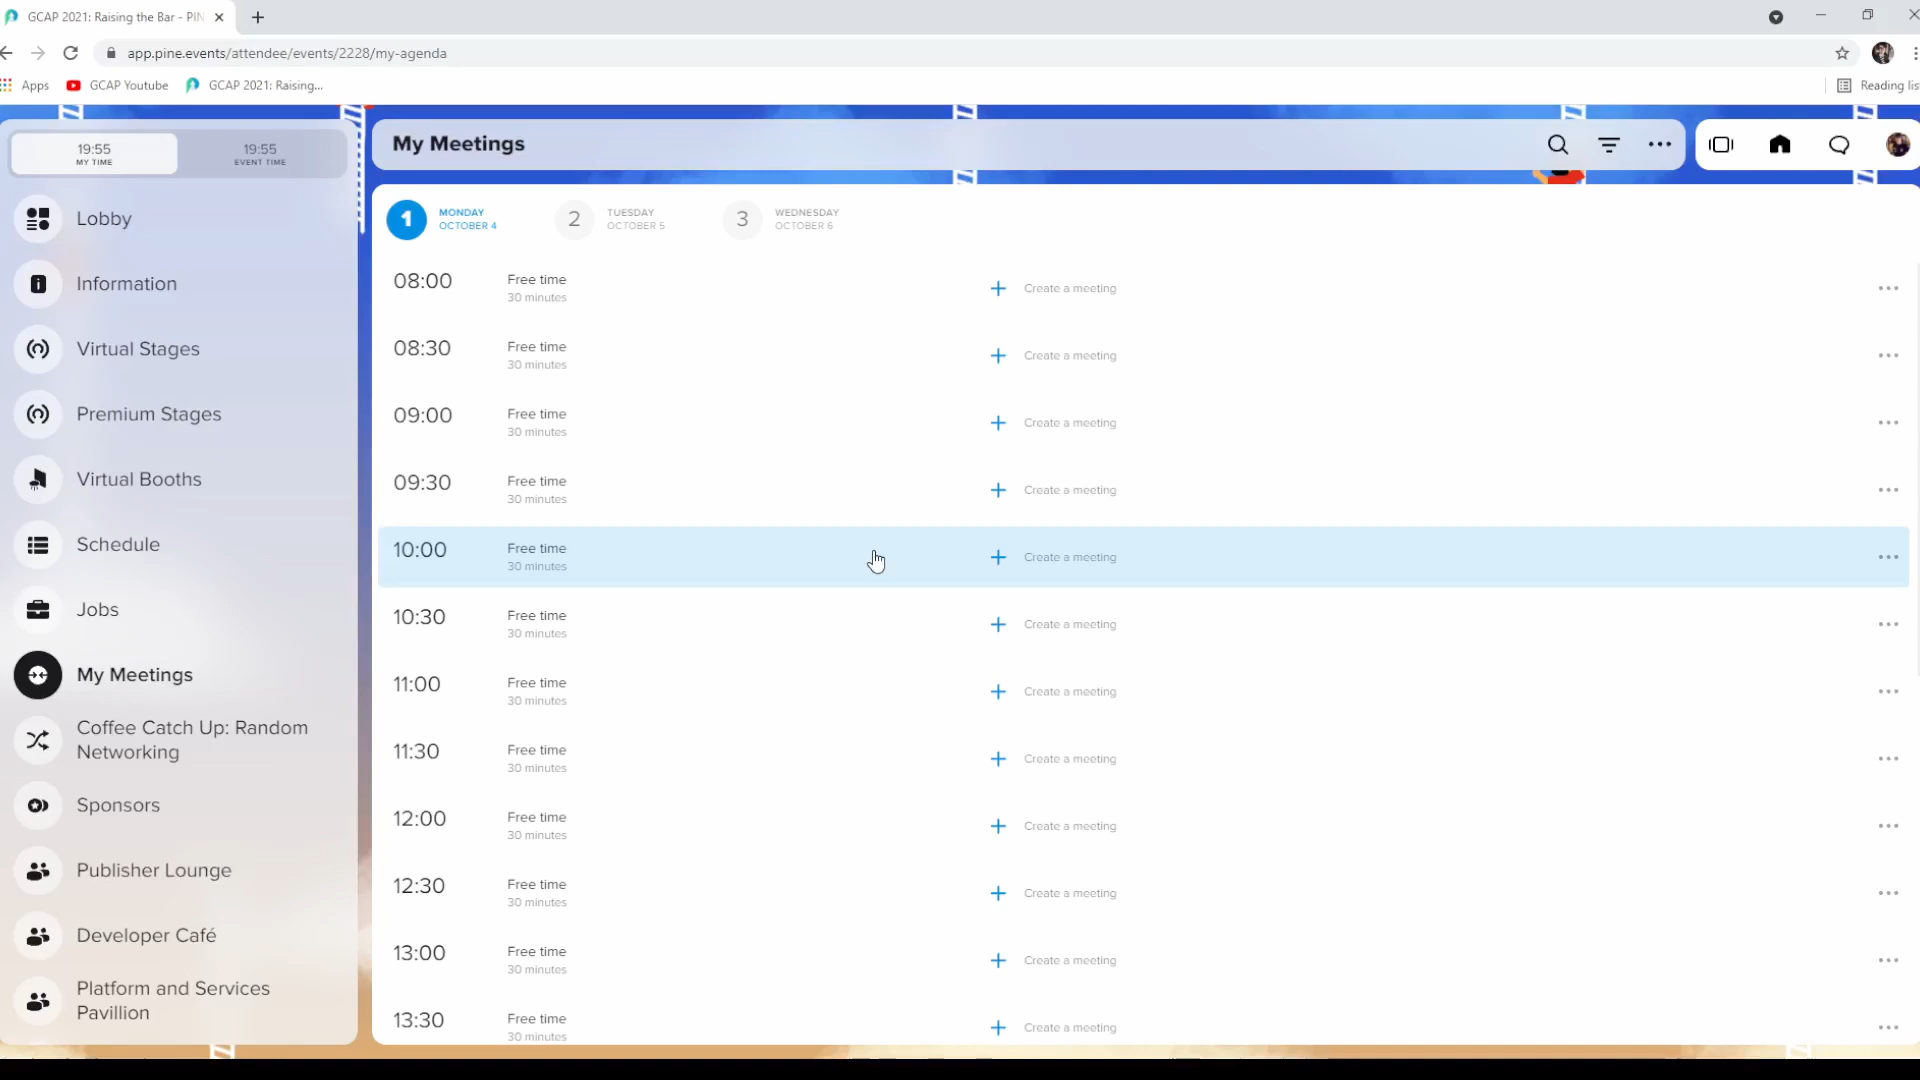 GCAP 2021: Raising the Bar - PIN
app.pine.events/attendee/events/2228/my-agenda
Apps
GCAP Youtube
GCAP 2021: Raising...
Reading lis
19:55
MY TIME
19:55
EVENT TIME
Lobby
Information
Virtual Stages
Premium Stages
Virtual Booths
Schedule
Jobs
My Meetings
Coffee Catch Up: Random
Networking
Sponsors
Publisher Lounge
Developer Café
Platform and Services
Pavillion
My Meetings
1
MONDAY
OCTOBER 4
2
TUESDAY
OCTOBER 5
3
WEDNESDAY
OCTOBER 6
08:00 Free time
30 minutes
Create a meeting
08:30 Free time
30 minutes
Create a meeting
09:00 Free time
30 minutes
Create a meeting
09:30 Free time
30 minutes
Create a meeting
10:00 Free time
30 minutes
Create a meeting
10:30 Free time
30 minutes
Create a meeting
11:00 Free time
30 minutes
Create a meeting
11:30 Free time
30 minutes
Create a meeting
12:00 Free time
30 minutes
Create a meeting
12:30 Free time
30 minutes
Create a meeting
13:00 Free time
30 minutes
Create a meeting
13:30 Free time
30 minutes
Create a meeting